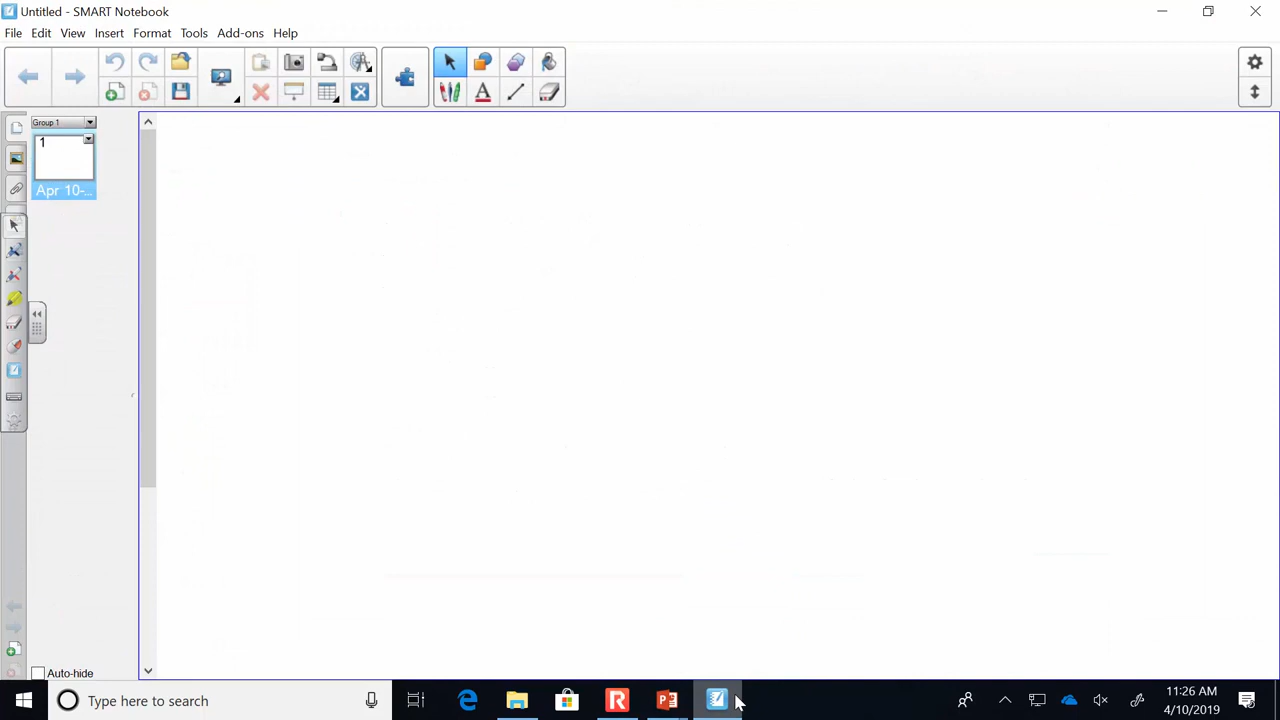 Untitled - SMART Notebook
File Edit View Insert Format Tools Add-ons Help
Group 1
1
Apr 10-...
Auto-hide
Type here to search
11:26 AM
4/10/2019